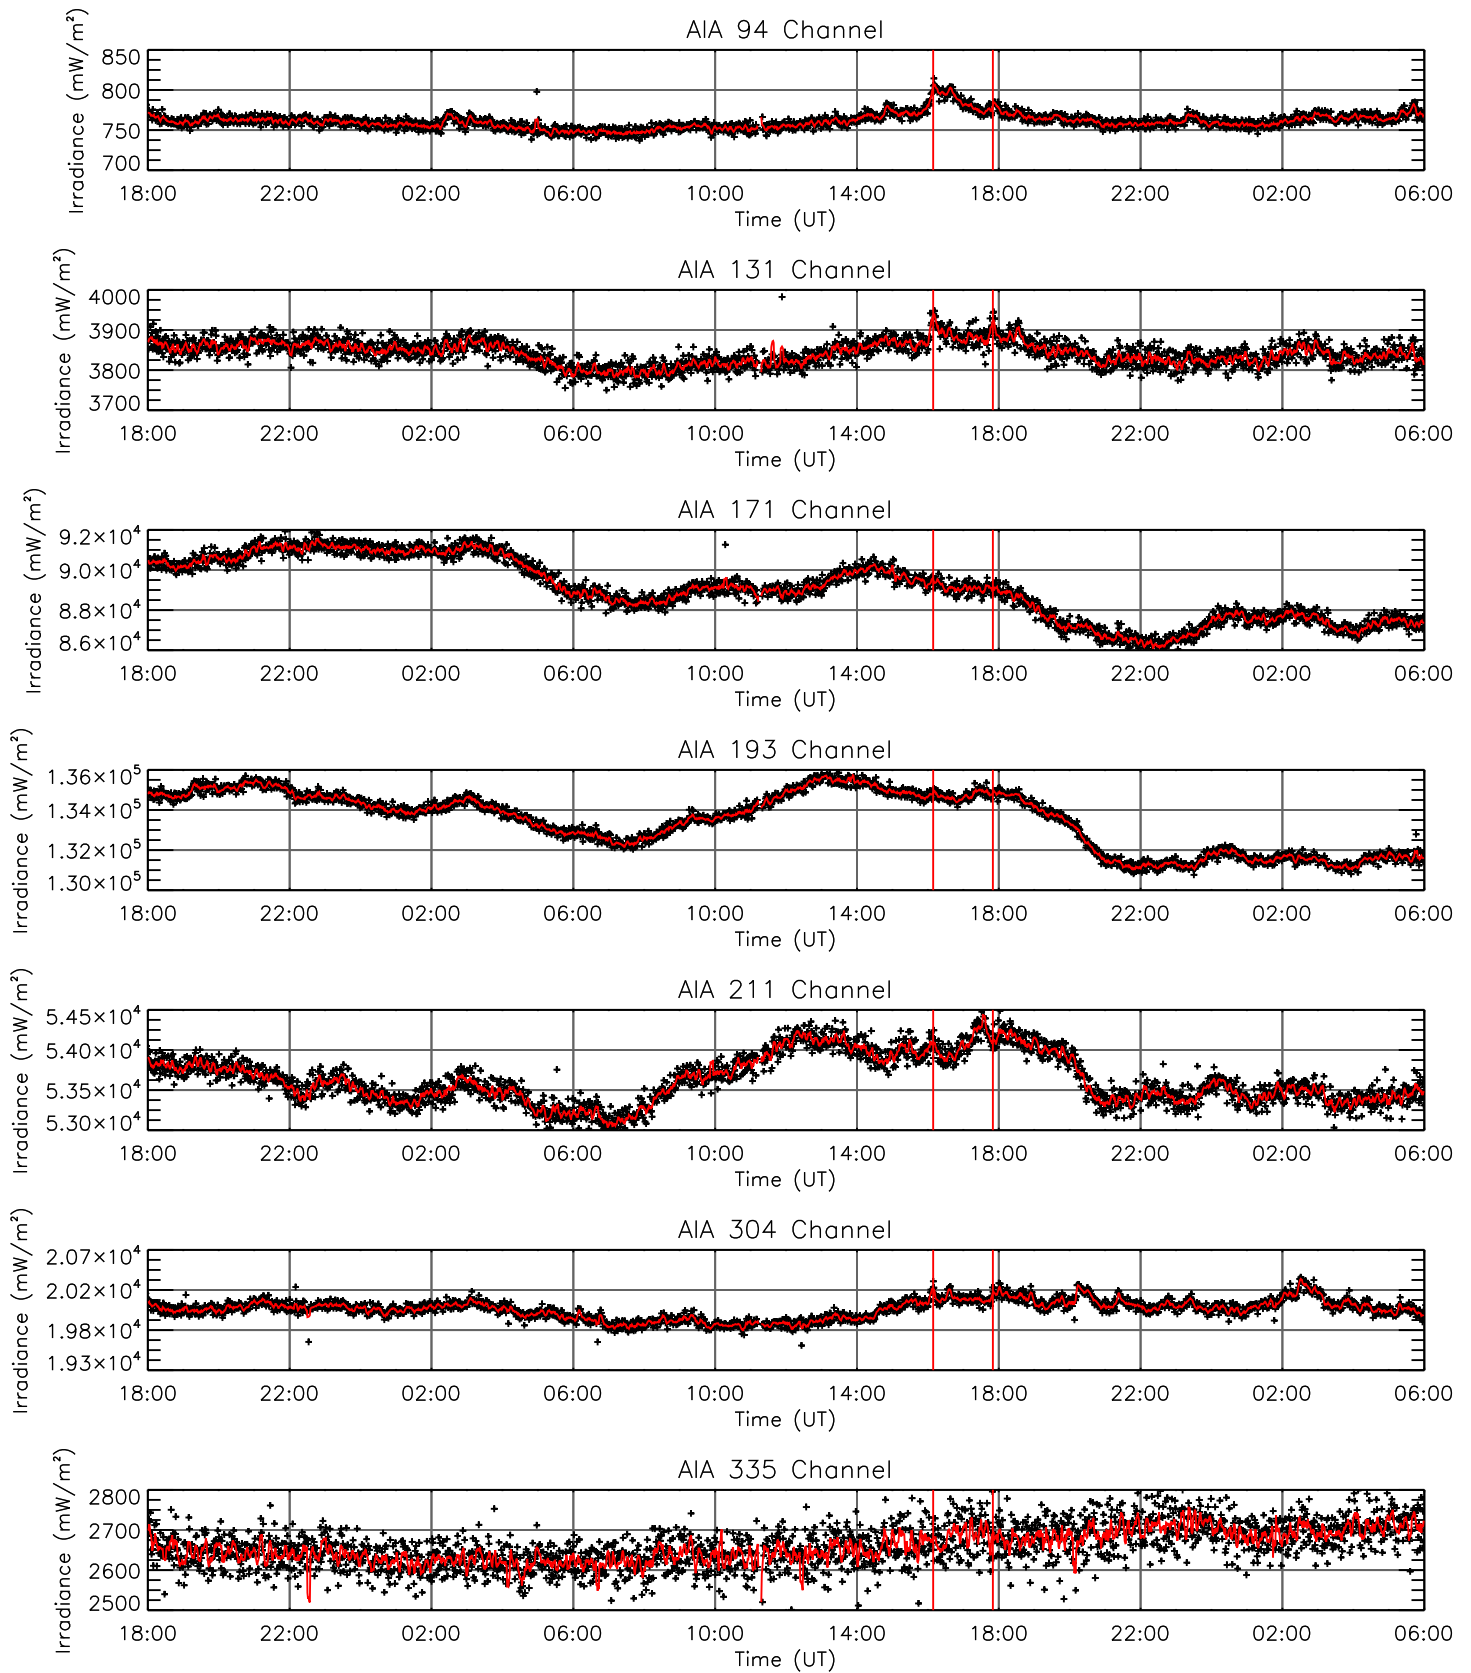 AIA 94 Channel
Irradiance (mW/m²)
850
800
750
700
18:00 22:00 02:00 06:00 10:00 14:00 18:00 22:00 02:00 06:00
Time (UT)
AIA 131 Channel
Irradiance (mW/m²)
4000
3900
3800
3700
18:00 22:00 02:00 06:00 10:00 14:00 18:00 22:00 02:00 06:00
Time (UT)
AIA 171 Channel
Irradiance (mW/m²)
9.2×10⁴
9.0×10⁴
8.8×10⁴
8.6×10⁴
18:00 22:00 02:00 06:00 10:00 14:00 18:00 22:00 02:00 06:00
Time (UT)
AIA 193 Channel
Irradiance (mW/m²)
1.36×10⁵
1.34×10⁵
1.32×10⁵
1.30×10⁵
18:00 22:00 02:00 06:00 10:00 14:00 18:00 22:00 02:00 06:00
Time (UT)
AIA 211 Channel
Irradiance (mW/m²)
5.45×10⁴
5.40×10⁴
5.35×10⁴
5.30×10⁴
18:00 22:00 02:00 06:00 10:00 14:00 18:00 22:00 02:00 06:00
Time (UT)
AIA 304 Channel
Irradiance (mW/m²)
2.07×10⁴
2.02×10⁴
1.98×10⁴
1.93×10⁴
18:00 22:00 02:00 06:00 10:00 14:00 18:00 22:00 02:00 06:00
Time (UT)
AIA 335 Channel
Irradiance (mW/m²)
2800
2700
2600
2500
18:00 22:00 02:00 06:00 10:00 14:00 18:00 22:00 02:00 06:00
Time (UT)